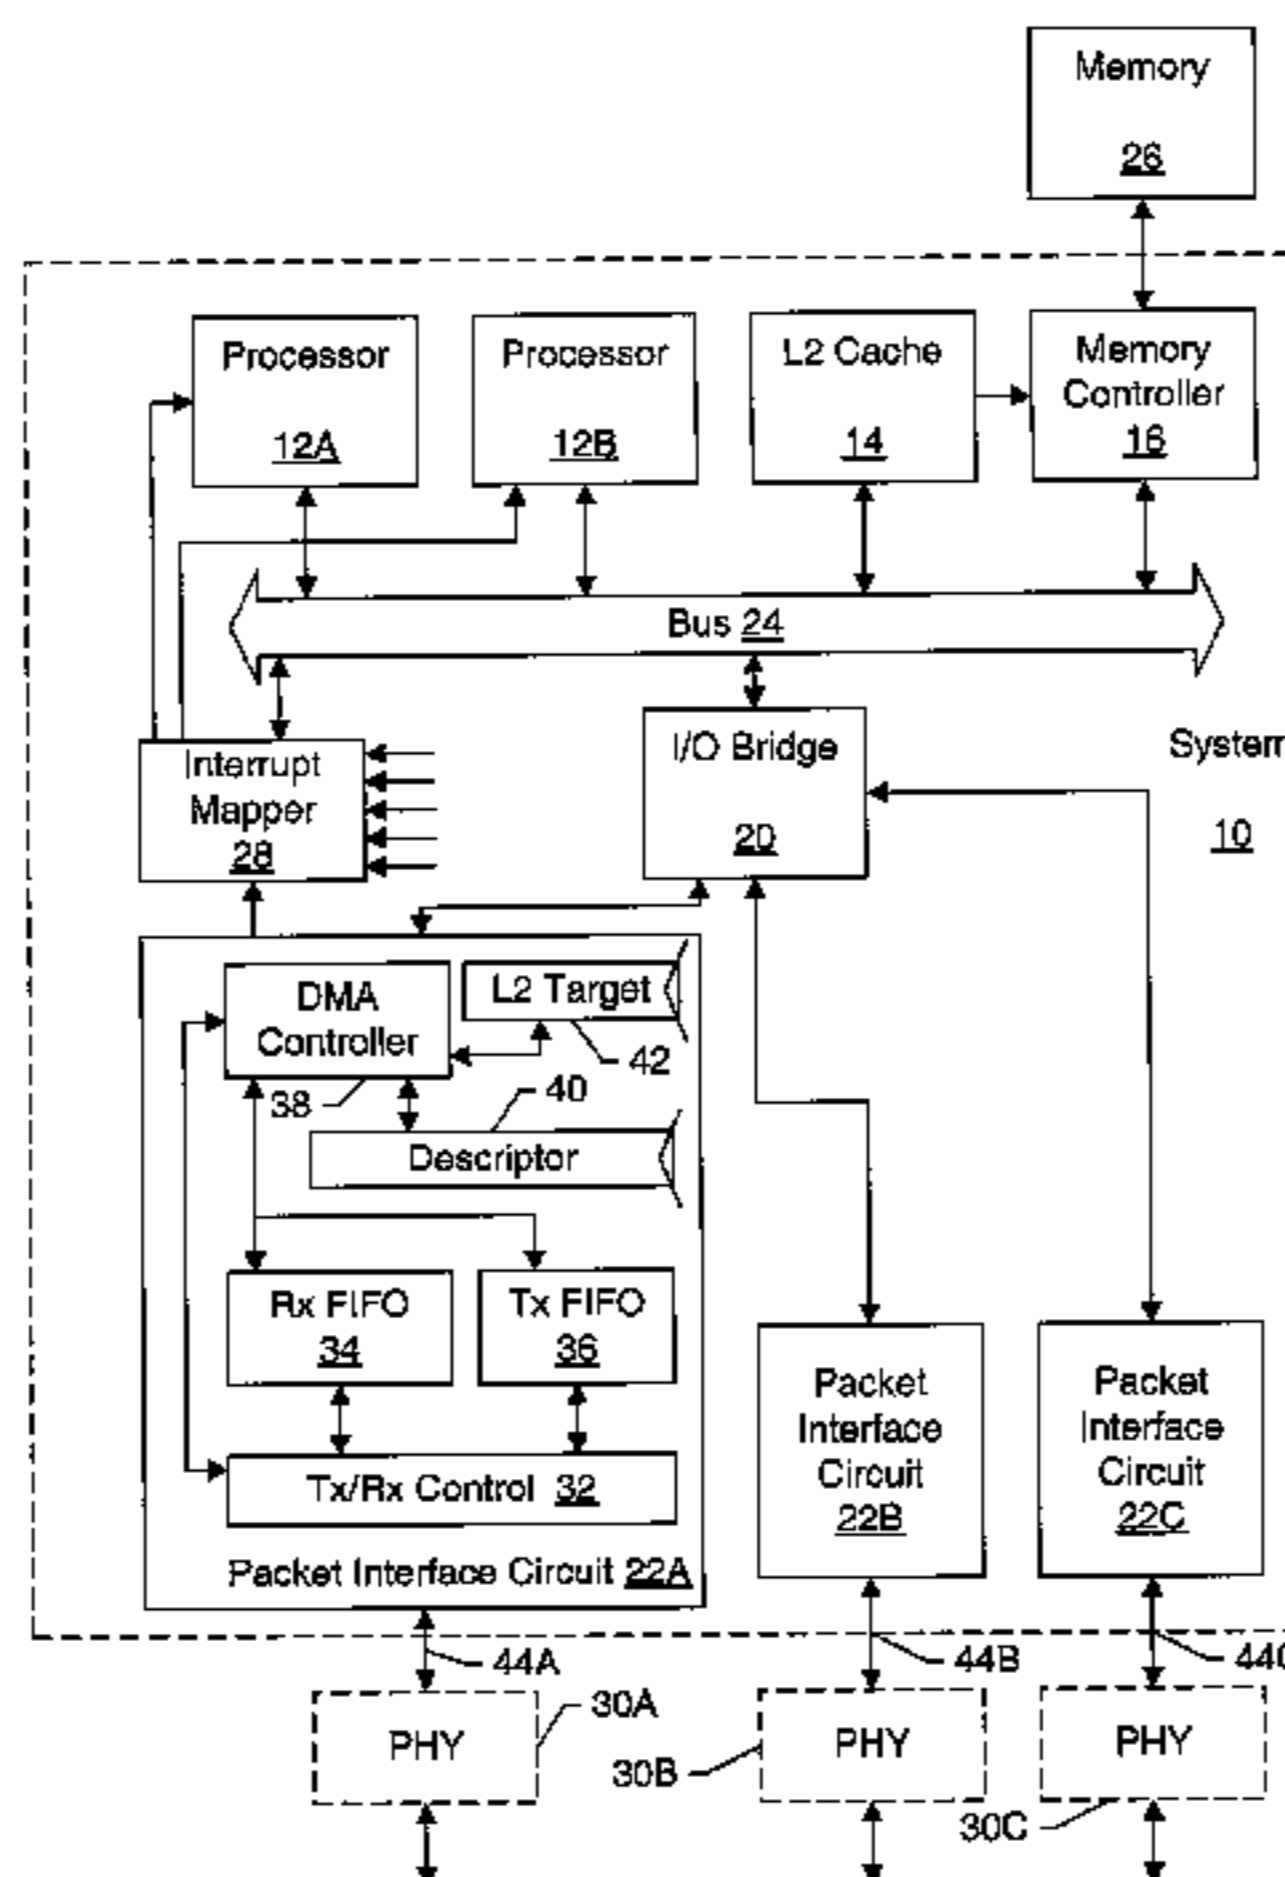 Memory
26
Processor
12A
Processor
12B
L2 Cache
14
Memory
Controller
16
Bus 24
Interrupt
Mapper
28
I/O Bridge
20
System
10
DMA
Controller
38
L2 Target
42
40
Descriptor
Rx FIFO
34
Tx FIFO
36
Tx/Rx Control 32
Packet Interface Circuit 22A
Packet
Interface
Circuit
22B
Packet
Interface
Circuit
22C
44A
44B
44C
PHY
30A
PHY
30B
PHY
30C